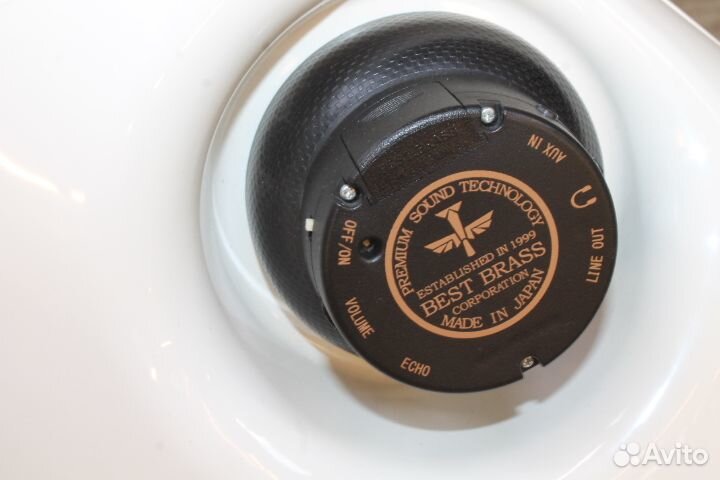 PREMIUM SOUND TECHNOLOGY
ESTABLISHED IN 1999
BEST BRASS
CORPORATION
MADE IN JAPAN
AUX IN
LINE OUT
OFF/ON
VOLUME
ECHO
Avito